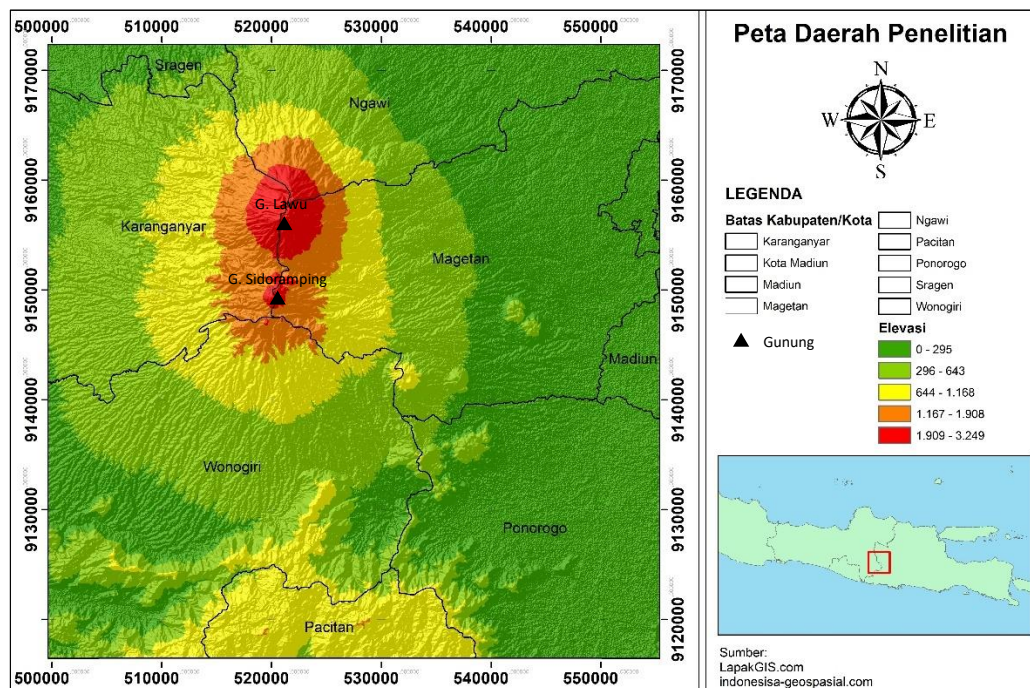 500000 510000 520000 530000 540000 550000
Peta Daerah Penelitian
N
W E
S
9170000 9170000
9160000 9160000
9150000 9150000
9140000 9140000
9130000 9130000
9120000 9120000
Sragen
Ngawi
G. Lawu
Karanganyar
Magetan
G. Sidoramping
Madiun
Wonogiri
Ponorogo
Pacitan
500000 510000 520000 530000 540000 550000
LEGENDA
Batas Kabupaten/Kota
Karanganyar
Kota Madiun
Madiun
Magetan
Gunung
Ngawi
Pacitan
Ponorogo
Sragen
Wonogiri
Elevasi
0 - 295
296 - 643
644 - 1.168
1.167 - 1.908
1.909 - 3.249
Sumber:
LapakGIS.com
indonesisa-geospasial.com